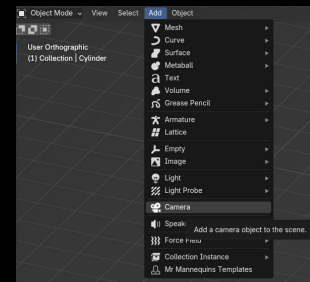 Object Mode View Select Add Object
User Orthographic
(1) Collection | Cylinder
Mesh
Curve
Surface
Metaball
Text
Volume
Grease Pencil
Armature
Lattice
Empty
Image
Light
Light Probe
Camera
Speak
Add a camera object to the scene.
Force Field
Collection Instance
Mr Mannequins Templates